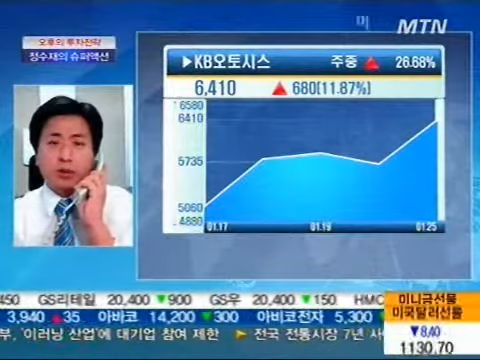 MTN
오후의 투자전략
정수재의 슈퍼액션
▶KB오토시스 주중 ▲ 26.68%
6,410 ▲ 680[11.87%]
6580
6410
5735
5060
4880
01.17 01.19 01.25
450 GS리테일 20,400 ▼900 GS우 20,400 ▼150 HMC
3,940 ▲35 아바코 14,200 ▼300 아비코전자 5,300
부, '이러닝 산업'에 대기업 참여 제한 ▶ 전국 전통시장 7년 사
미니금선물
미국달러선물
▼8.40
1130.70